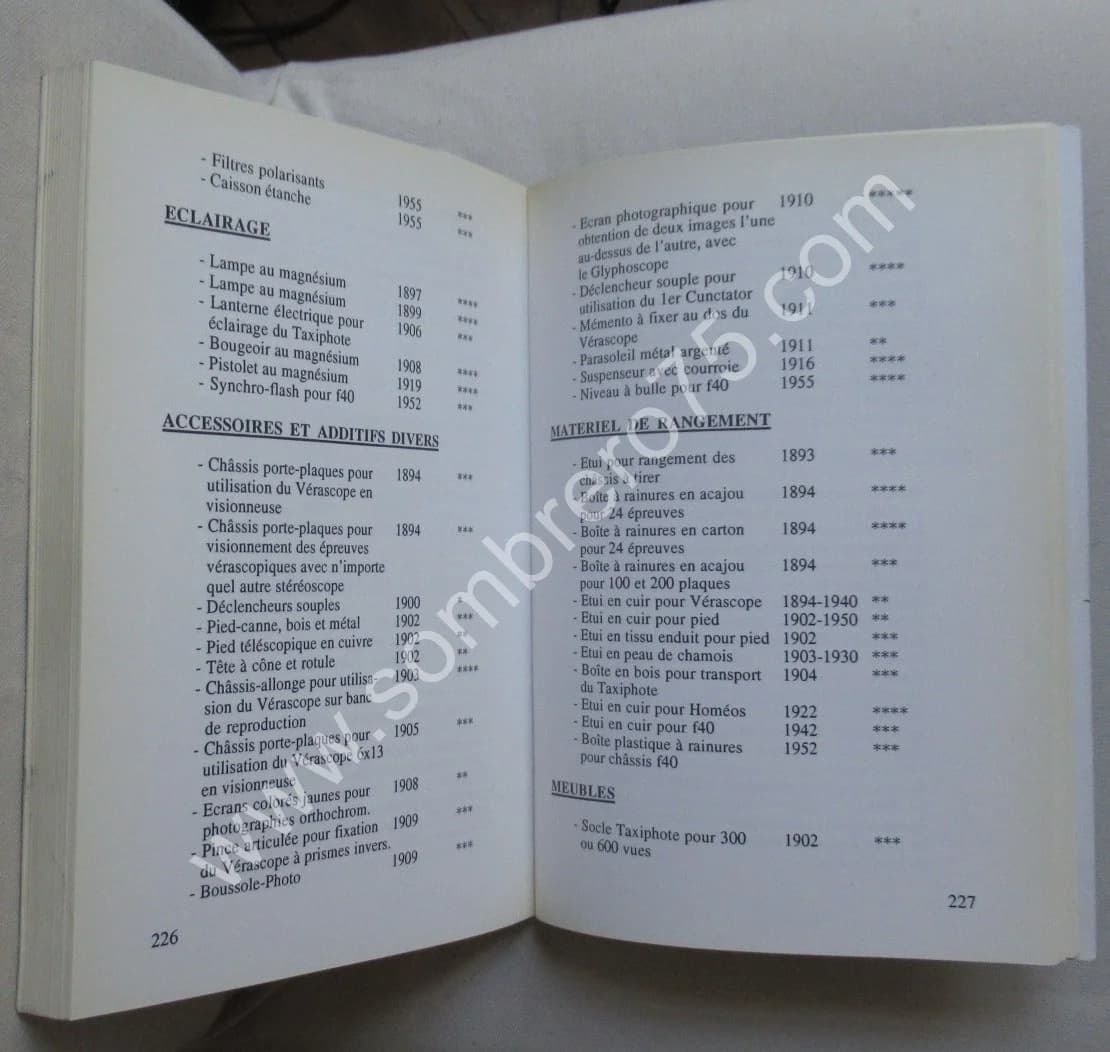 - Filtres polarisants 1955 ***
- Caisson étanche 1955 ***
ECLAIRAGE
- Lampe au magnésium 1897 ****
- Lampe au magnésium 1899 ****
- Lanterne électrique pour 1906 ***
éclairage du Taxiphote
- Bougeoir au magnésium 1908 ****
- Pistolet au magnésium 1919 ****
- Synchro-flash pour f40 1952 ***
ACCESSOIRES ET ADDITIFS DIVERS
- Châssis porte-plaques pour 1894 ***
utilisation du Vérascope en
visionneuse
- Châssis porte-plaques pour 1894 ***
visionnement des épreuves
vérascopiques avec n'importe
quel autre stéréoscope
- Déclencheurs souples 1900
- Pied-canne, bois et métal 1902 ***
- Pied téléscopique en cuivre 1902 **
- Tête à cône et rotule 1902 **
- Châssis-allonge pour utilisa- 1903 ****
sion du Vérascope sur banc
de reproduction
- Châssis porte-plaques pour 1905 ***
utilisation du Vérascope 6x13
en visionneuse
- Ecrans colorés jaunes pour 1908 **
photographies orthochrom.
- Pince articulée pour fixation 1909 ***
du Vérascope à prismes invers.
- Boussole-Photo 1909 ***
226
- Ecran photographique pour 1910 *****
obtention de deux images l'une
au-dessus de l'autre, avec
le Glyphoscope
- Déclencheur souple pour 1910 ****
utilisation du 1er Cunctator
- Mémento à fixer au dos du 1911 ***
Vérascope
- Parasoleil métal argenté 1911 **
- Suspenseur avec courroie 1916 ****
- Niveau à bulle pour f40 1955 ****
MATERIEL DE RANGEMENT
- Etui pour rangement des 1893 ***
châssis à tirer
- Boîte à rainures en acajou 1894 ****
pour 24 épreuves
- Boîte à rainures en carton 1894 ****
pour 24 épreuves
- Boîte à rainures en acajou 1894 ***
pour 100 et 200 plaques
- Etui en cuir pour Vérascope 1894-1940 **
- Etui en cuir pour pied 1902-1950 **
- Etui en tissu enduit pour pied 1902 ***
- Etui en peau de chamois 1903-1930 ***
- Boîte en bois pour transport 1904 ***
du Taxiphote
- Etui en cuir pour Homéos 1922 ****
- Etui en cuir pour f40 1942 ***
- Boîte plastique à rainures 1952 ***
pour châssis f40
MEUBLES
- Socle Taxiphote pour 300 1902 ***
ou 600 vues
227
www.sombrero75.com